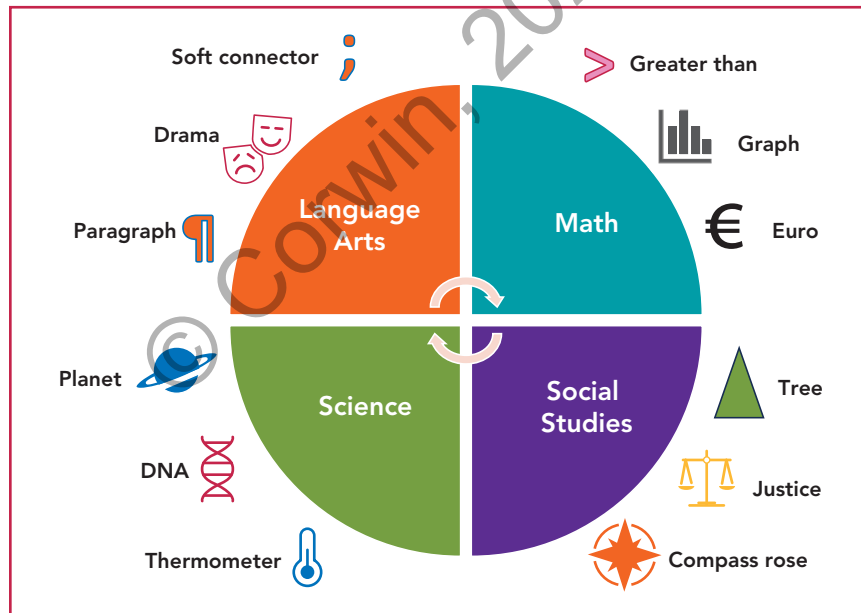 Soft connector ;
> Greater than
Drama
Graph
Paragraph ¶
€ Euro
Language
Arts
Math
Planet
Science
Social
Studies
Tree
DNA
Justice
Thermometer
Compass rose
© Corwin, 20